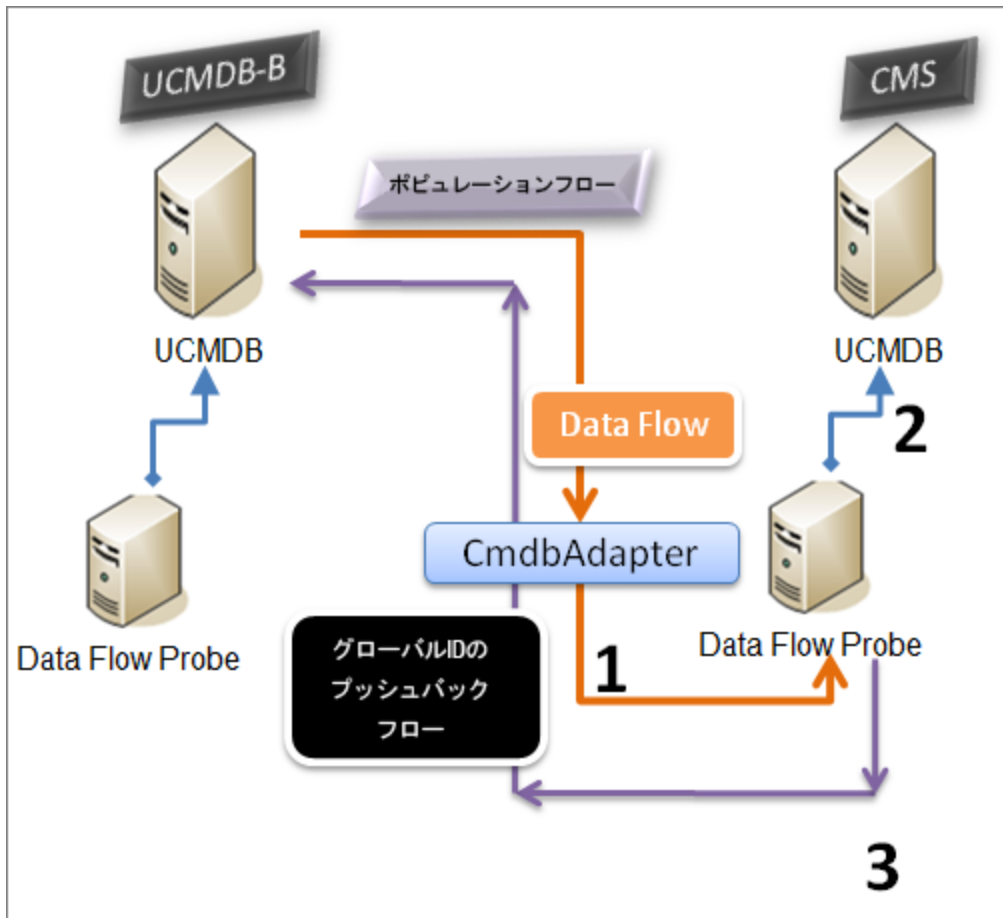 UCMDB-B
CMS
ポピュレーションフロー
UCMDB
UCMDB
Data Flow
2
CmdbAdapter
Data Flow Probe
Data Flow Probe
グローバルIDの
プッシュバック
フロー
1
3